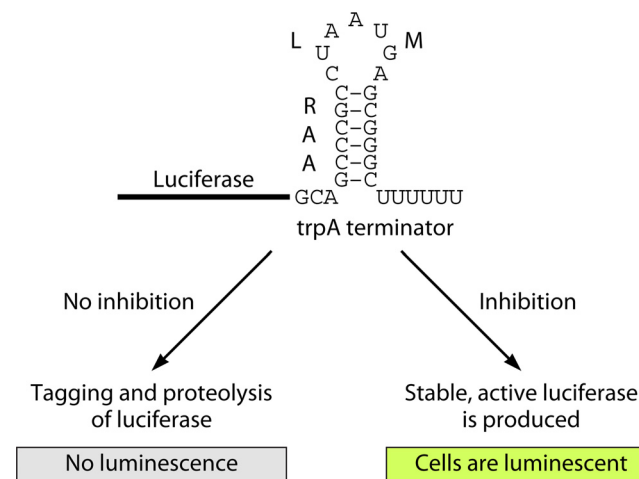 A
A U
L M
U G
C A
C–G
R G–C
C–G
A C–G
A C–G
Luciferase G–C
GCA UUUUUU
trpA terminator
No inhibition Inhibition
Tagging and proteolysis
of luciferase
Stable, active luciferase
is produced
No luminescence
Cells are luminescent